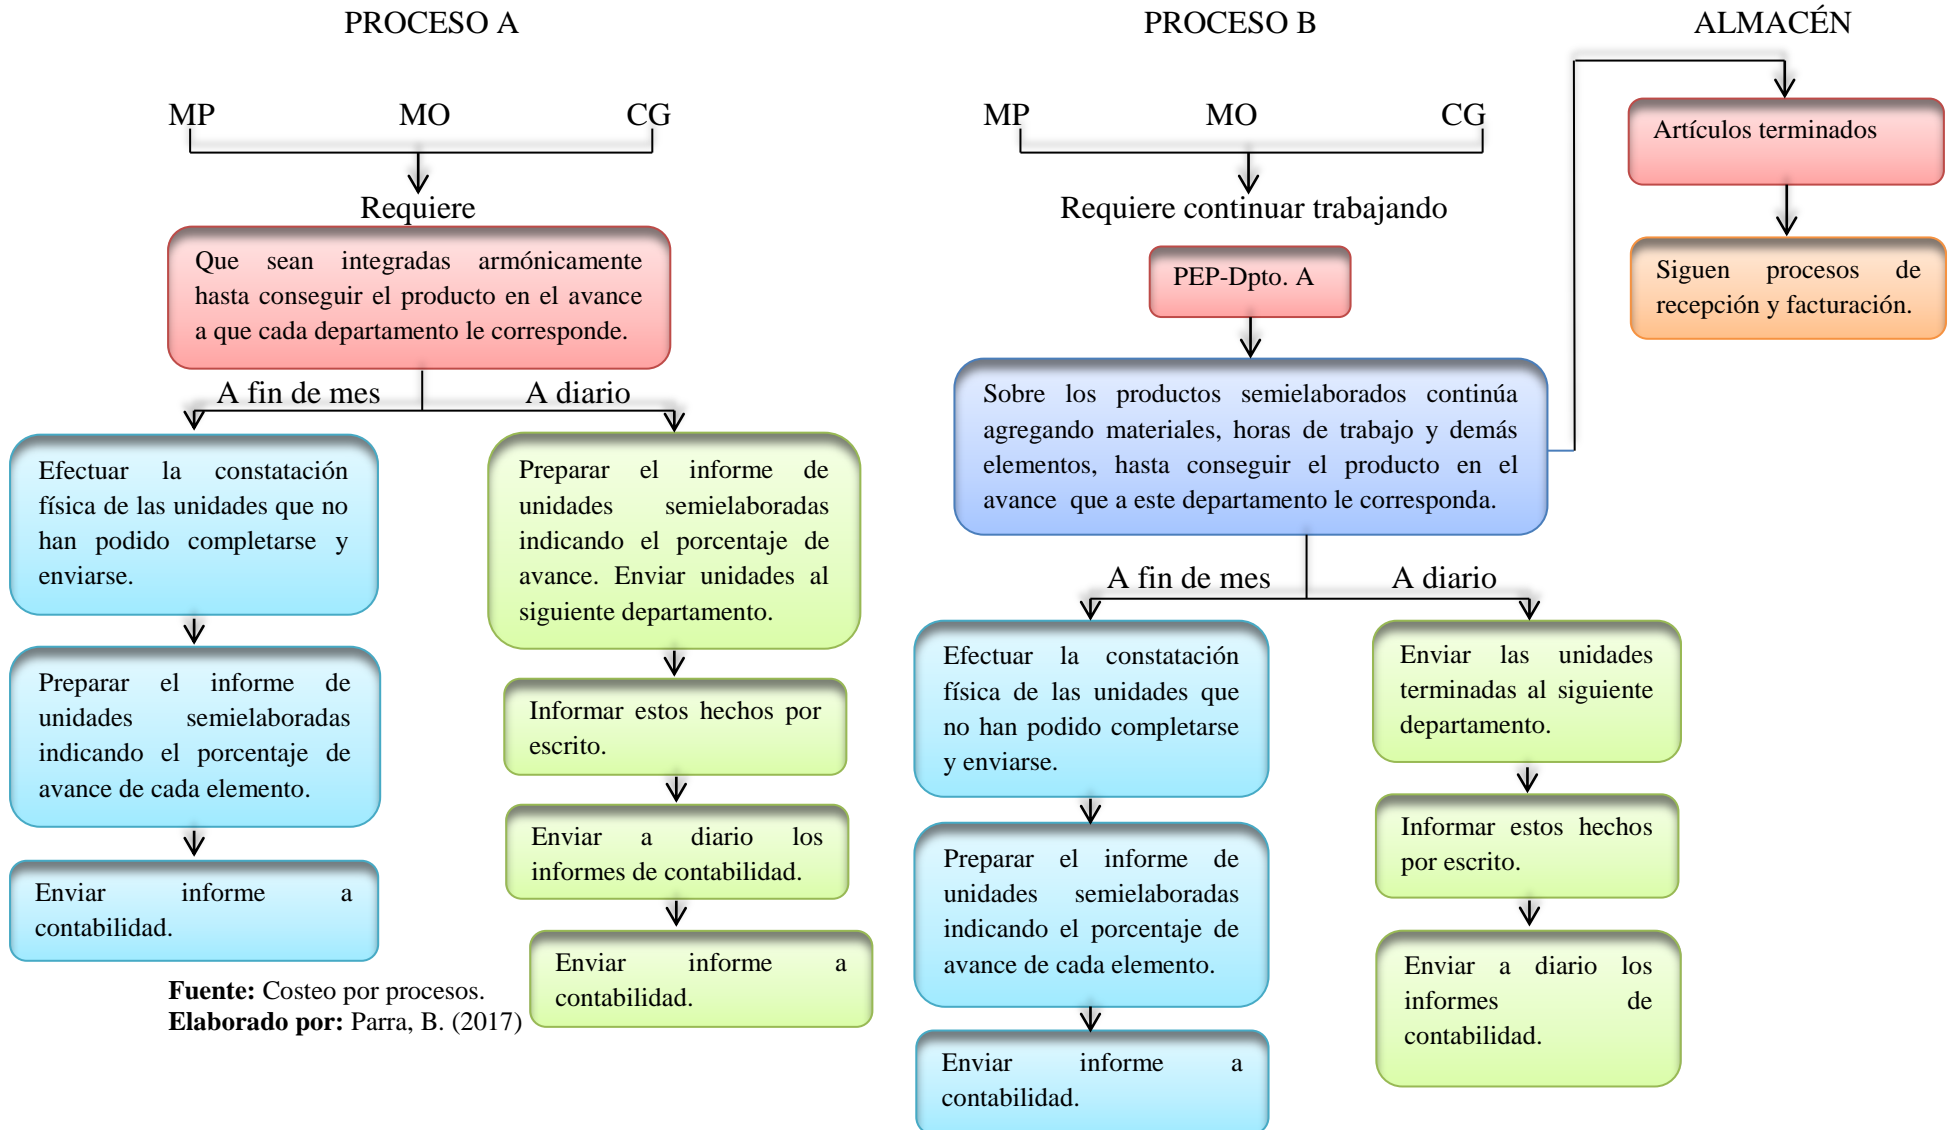 PROCESO A
MP MO CG
Requiere
Que sean integradas armónicamente
hasta conseguir el producto en el avance
a que cada departamento le corresponde.
A fin de mes
A diario
Efectuar la constatación
física de las unidades que no
han podido completarse y
enviarse.
Preparar el informe de
unidades semielaboradas
indicando el porcentaje de
avance de cada elemento.
Enviar informe a
contabilidad.
Preparar el informe de
unidades semielaboradas
indicando el porcentaje de
avance. Enviar unidades al
siguiente departamento.
Informar estos hechos por
escrito.
Enviar a diario los
informes de contabilidad.
Enviar informe a
contabilidad.
PROCESO B
MP MO CG
Requiere continuar trabajando
PEP-Dpto. A
Sobre los productos semielaborados continúa
agregando materiales, horas de trabajo y demás
elementos, hasta conseguir el producto en el
avance que a este departamento le corresponda.
A fin de mes
A diario
Efectuar la constatación
física de las unidades que
no han podido completarse
y enviarse.
Preparar el informe de
unidades semielaboradas
indicando el porcentaje de
avance de cada elemento.
Enviar informe a
contabilidad.
Enviar las unidades
terminadas al siguiente
departamento.
Informar estos hechos
por escrito.
Enviar a diario los
informes de
contabilidad.
ALMACÉN
Artículos terminados
Siguen procesos de
recepción y facturación.
Fuente: Costeo por procesos.
Elaborado por: Parra, B. (2017)